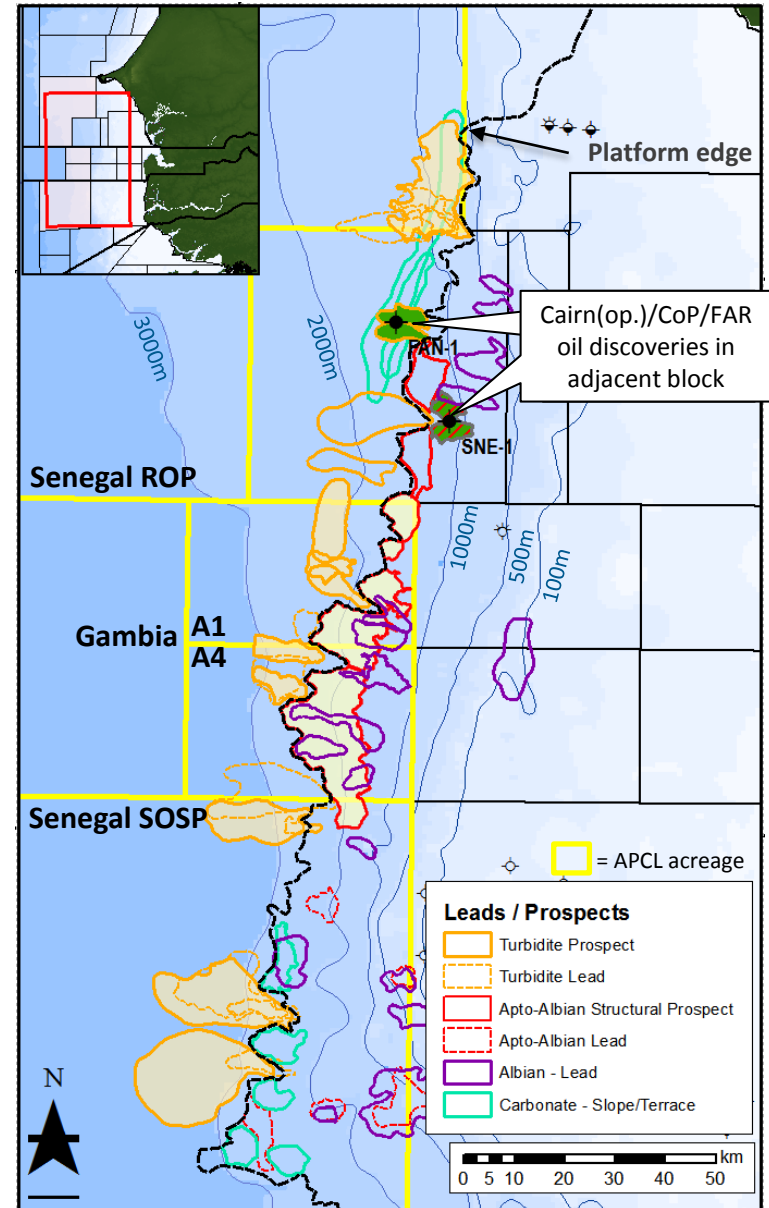 Platform edge
3000m
2000m
Cairn(op.)/CoP/FAR
oil discoveries in
adjacent block
FAN-1
SNE-1
Senegal ROP
1000m
500m
100m
Gambia
A1
A4
Senegal SOSP
= APCL acreage
Leads / Prospects
Turbidite Prospect
Turbidite Lead
Apto-Albian Structural Prospect
Apto-Albian Lead
Albian - Lead
Carbonate - Slope/Terrace
N
km
0 5 10 20 30 40 50